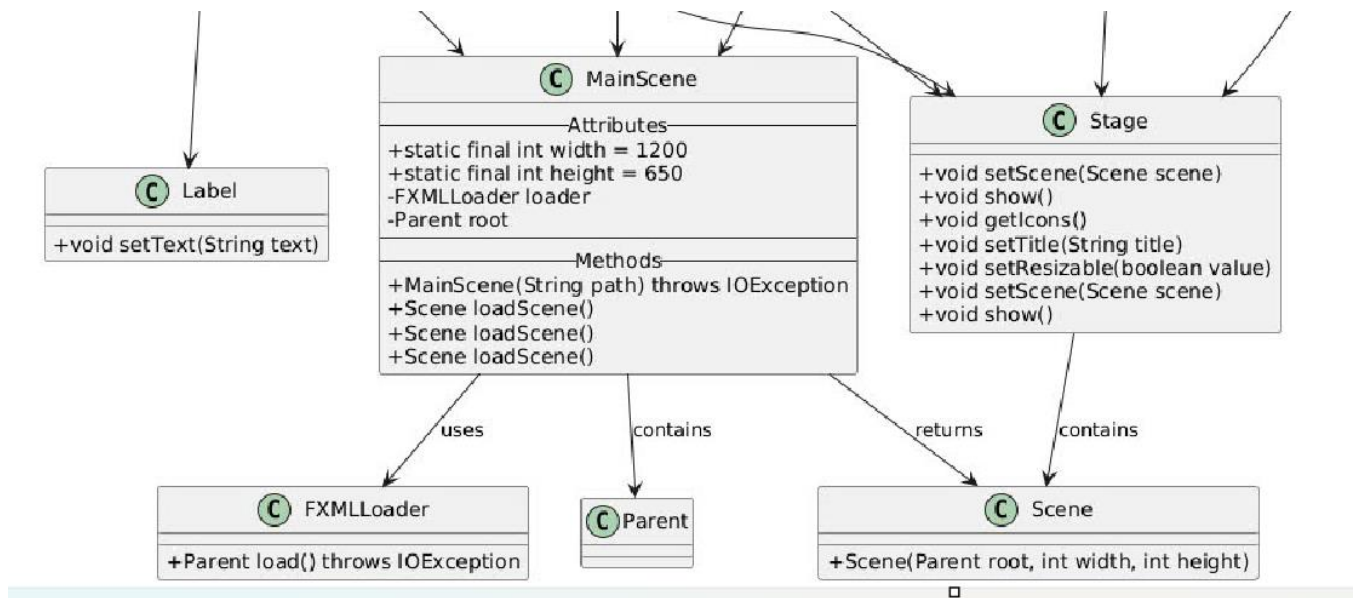 C MainScene
Attributes
+static final int width = 1200
+static final int height = 650
-FXMLLoader loader
-Parent root
Methods
+MainScene(String path) throws IOException
+Scene loadScene()
+Scene loadScene()
+Scene loadScene()
C Stage
+void setScene(Scene scene)
+void show()
+void getIcons()
+void setTitle(String title)
+void setResizable(boolean value)
+void setScene(Scene scene)
+void show()
C Label
+void setText(String text)
uses
contains
returns
contains
C FXMLLoader
+Parent load() throws IOException
C Parent
C Scene
+Scene(Parent root, int width, int height)